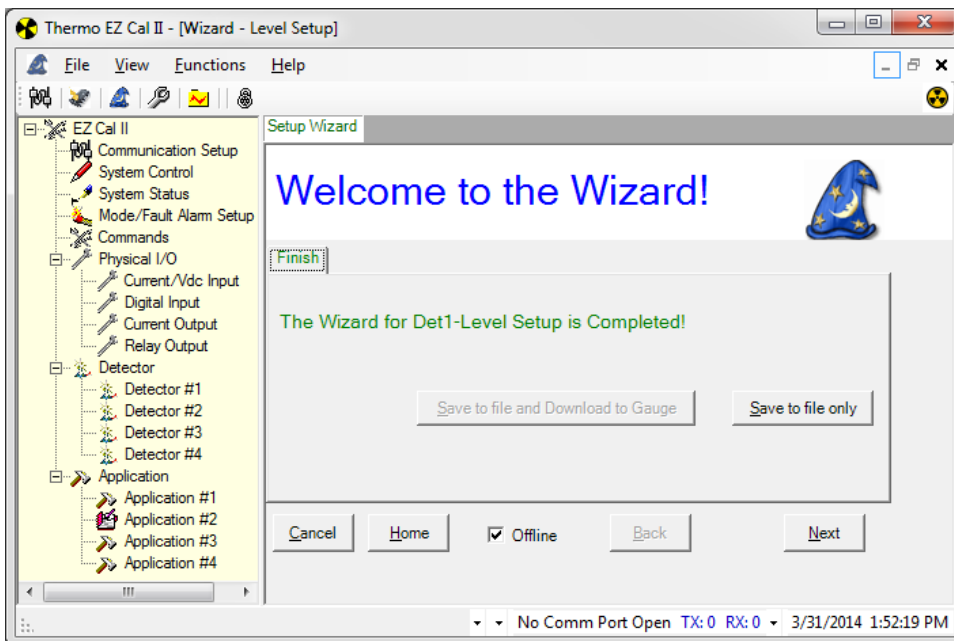 Thermo EZ Cal II - [Wizard - Level Setup]
File View Functions Help
EZ Cal II
Communication Setup
System Control
System Status
Mode/Fault Alarm Setup
Commands
Physical I/O
Current/Vdc Input
Digital Input
Current Output
Relay Output
Detector
Detector #1
Detector #2
Detector #3
Detector #4
Application
Application #1
Application #2
Application #3
Application #4
Setup Wizard
Welcome to the Wizard!
Finish
The Wizard for Det1-Level Setup is Completed!
Save to file and Download to Gauge Save to file only
Cancel Home Offline Back Next
No Comm Port Open TX: 0 RX: 0 3/31/2014 1:52:19 PM